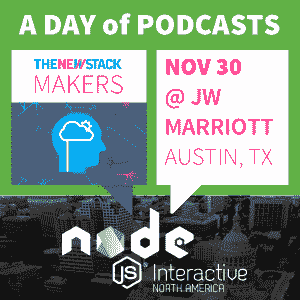 A DAY of PODCASTS
THENEWSTACK
MAKERS
NOV 30
@ JW
MARRIOTT
AUSTIN, TX
node
JS Interactive
NORTH AMERICA